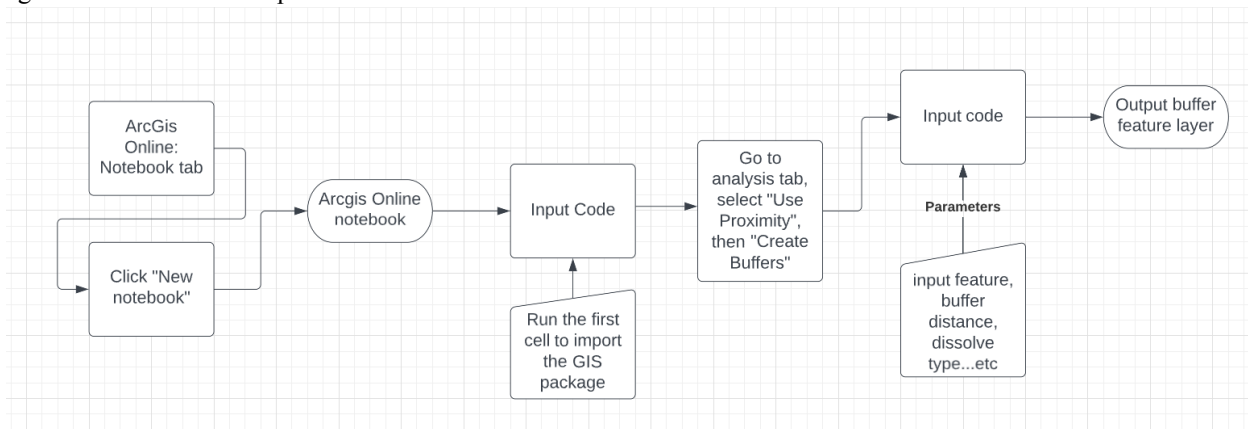 ArcGis
Online:
Notebook tab
Click "New
notebook"
Arcgis Online
notebook
Input Code
Run the first
cell to import
the GIS
package
Go to
analysis tab,
select "Use
Proximity",
then "Create
Buffers"
Input code
Parameters
input feature,
buffer
distance,
dissolve
type...etc
Output buffer
feature layer